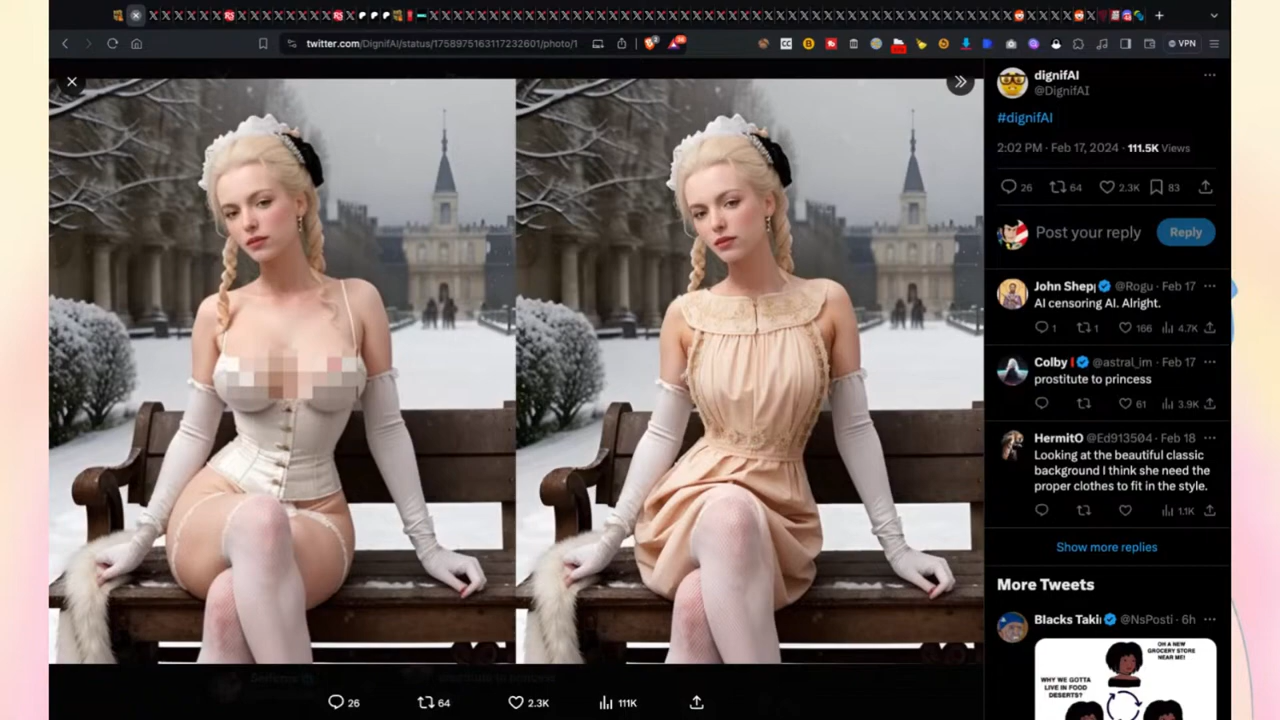 twitter.com/DignifAI/status/1758975163117232601/photo/1
VPN
dignifAI
@DignifAI
#dignifAI
2:02 PM · Feb 17, 2024 · 111.5K Views
26 64 2.3K 83
Post your reply Reply
John Shepp @Rogu · Feb 17
AI censoring AI. Alright.
1 1 166 4.7K
Colby @astral_im · Feb 17
prostitute to princess
61 3.9K
HermitO @Ed913504 · Feb 18
Looking at the beautiful classic
background I think she need the
proper clothes to fit in the style.
1.1K
Show more replies
More Tweets
Blacks Taki @NsPosti · 6h
OH A NEW
GROCERY STORE
NEAR ME!
WHY WE GOTTA
LIVE IN FOOD
DESERTS?
26 64 2.3K 111K